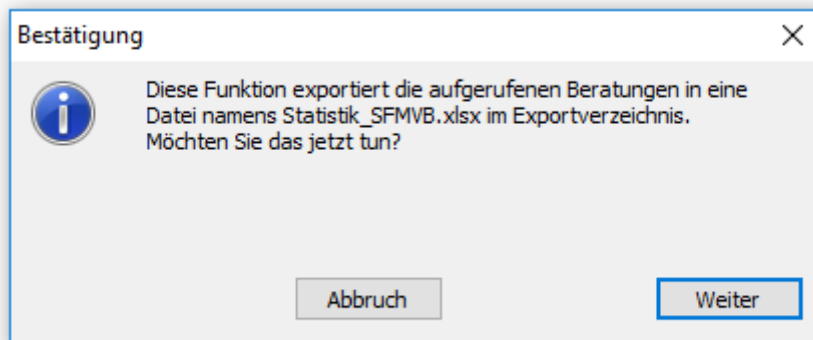 Bestätigung
Diese Funktion exportiert die aufgerufenen Beratungen in eine
Datei namens Statistik_SFMVB.xlsx im Exportverzeichnis.
Möchten Sie das jetzt tun?
Abbruch
Weiter